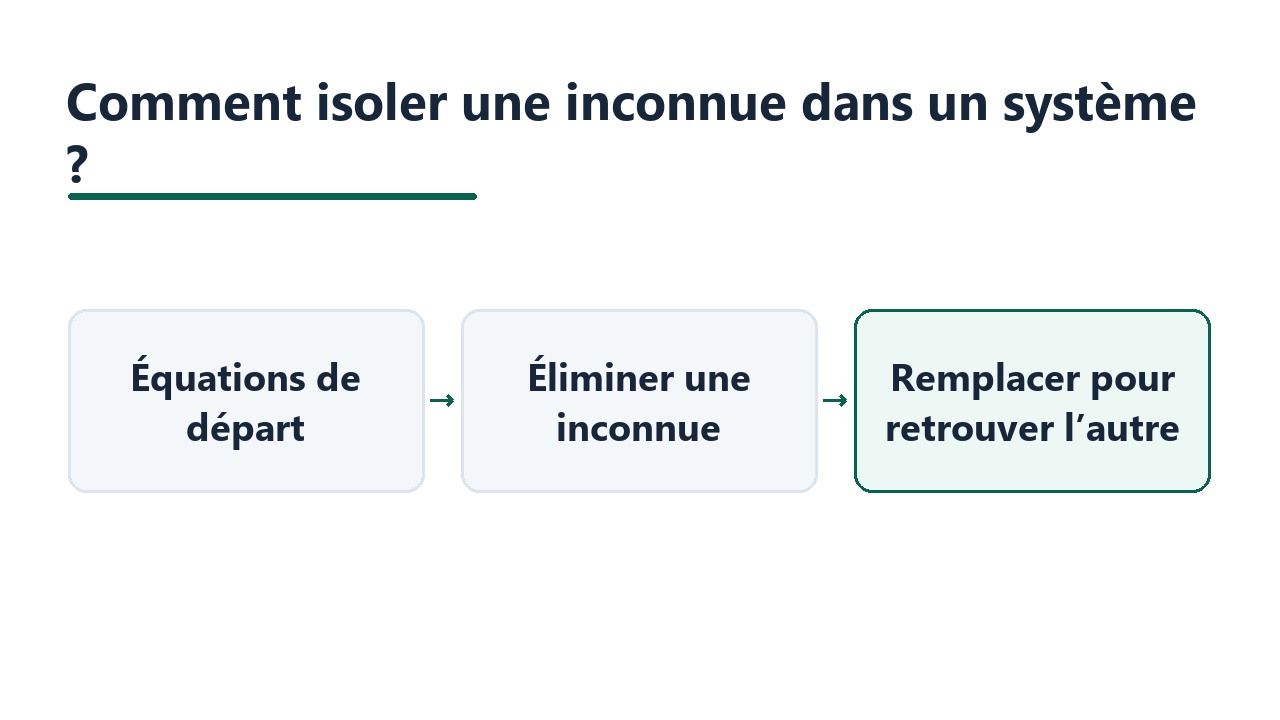 Comment isoler une inconnue dans un système
?
Équations de
départ
→
Éliminer une
inconnue
→
Remplacer pour
retrouver l’autre